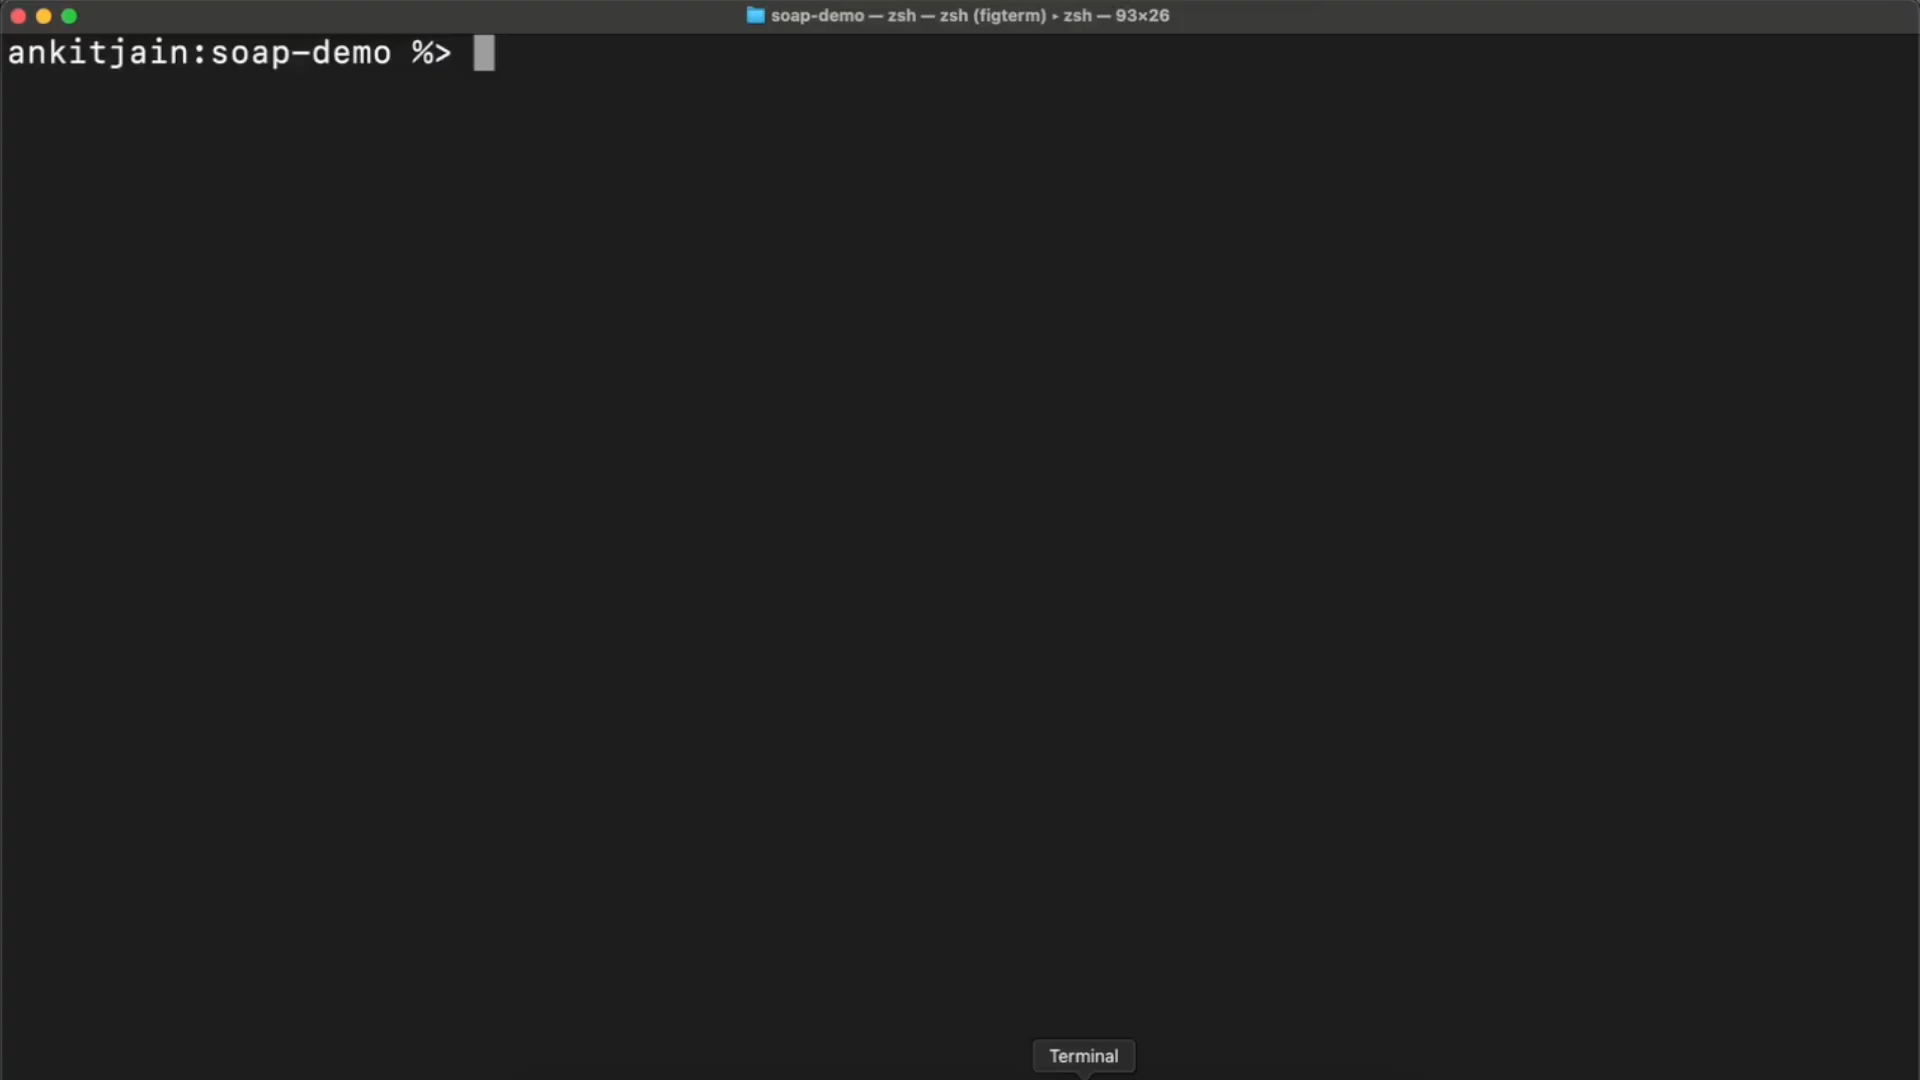 soap-demo — zsh — zsh (figterm) ▸ zsh — 93×26
ankitjain:soap-demo %>
Terminal